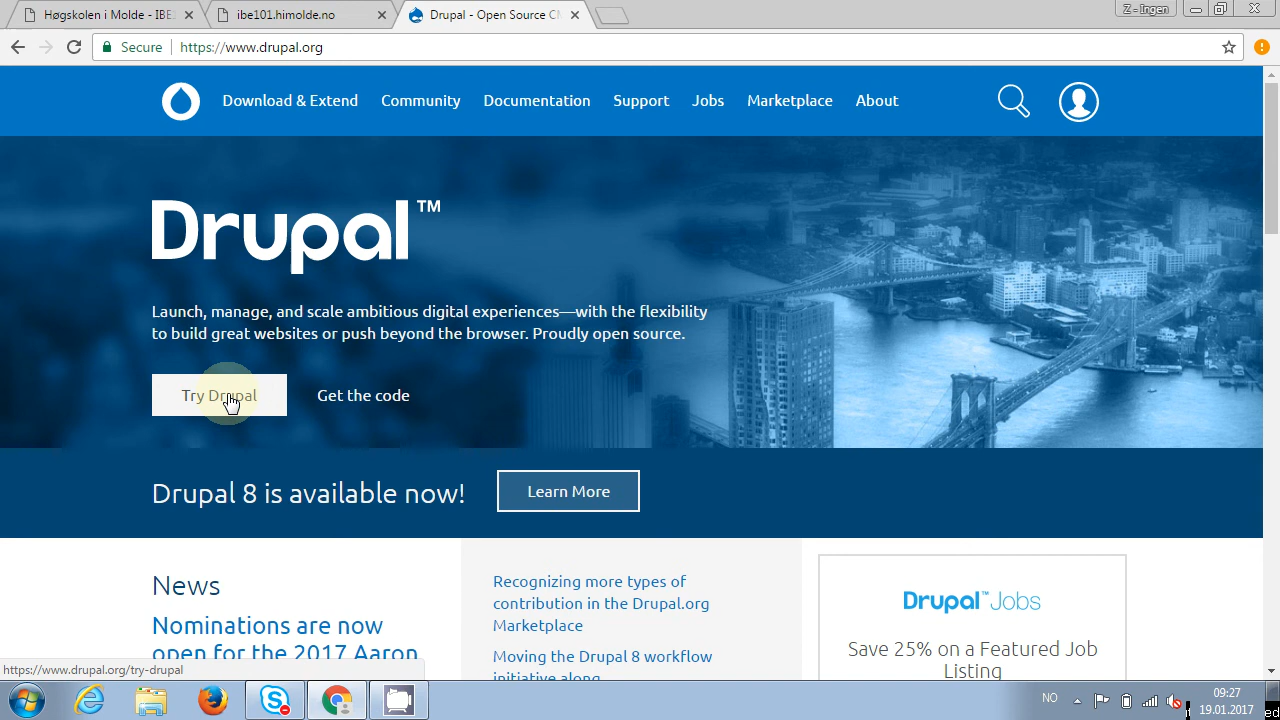 Høgskolen i Molde - IBE1
ibe101.himolde.no
Drupal - Open Source CM
Z - Ingen
Secure
https://www.drupal.org
Download & Extend
Community
Documentation
Support
Jobs
Marketplace
About
Drupal™
Launch, manage, and scale ambitious digital experiences—with the flexibility
to build great websites or push beyond the browser. Proudly open source.
Try Drupal
Get the code
Drupal 8 is available now!
Learn More
News
Nominations are now
open for the 2017 Aaron
Recognizing more types of
contribution in the Drupal.org
Marketplace
Moving the Drupal 8 workflow
initiative along
Drupal™Jobs
Save 25% on a Featured Job
Listing
https://www.drupal.org/try-drupal
NO
09:27
19.01.2017